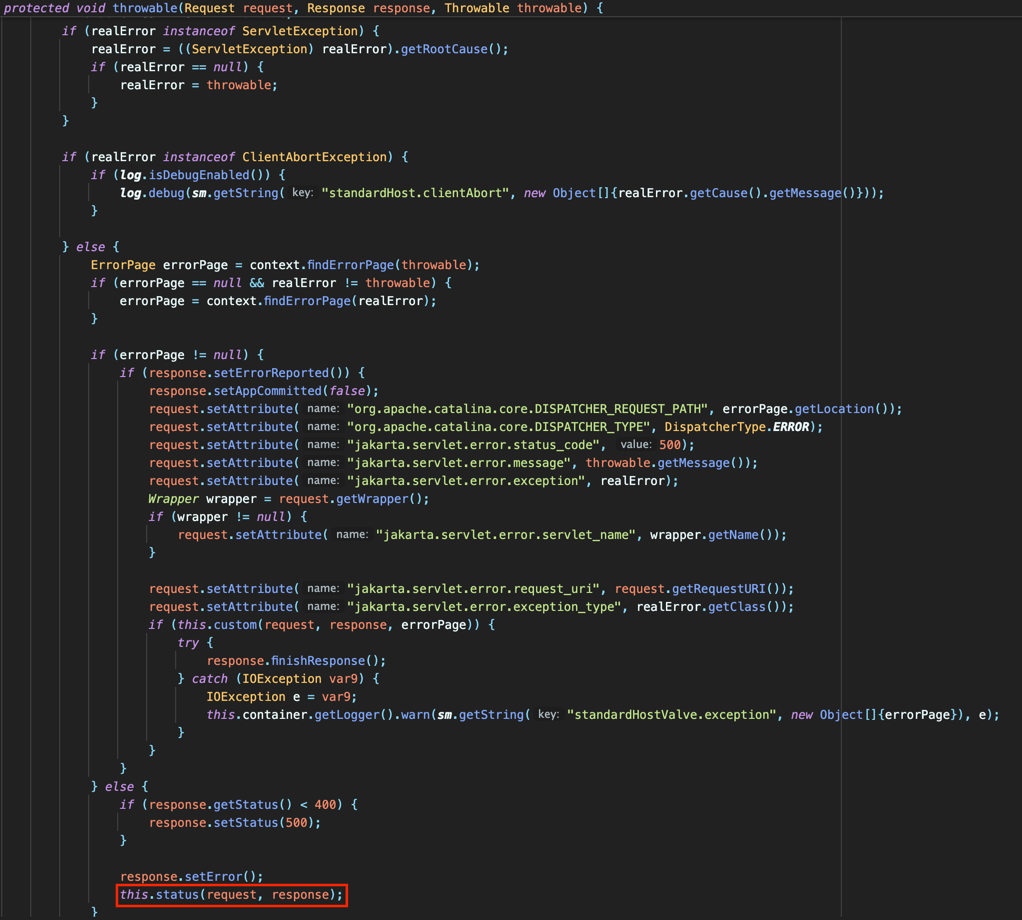 protected void throwable(Request request, Response response, Throwable throwable) {
if (realError instanceof ServletException) {
realError = ((ServletException) realError).getRootCause();
if (realError == null) {
realError = throwable;
}
}
if (realError instanceof ClientAbortException) {
if (log.isDebugEnabled()) {
log.debug(sm.getString( key: "standardHost.clientAbort", new Object[]{realError.getCause().getMessage()}));
}
} else {
ErrorPage errorPage = context.findErrorPage(throwable);
if (errorPage == null && realError != throwable) {
errorPage = context.findErrorPage(realError);
}
if (errorPage != null) {
if (response.setErrorReported()) {
response.setAppCommitted(false);
request.setAttribute( name: "org.apache.catalina.core.DISPATCHER_REQUEST_PATH", errorPage.getLocation());
request.setAttribute( name: "org.apache.catalina.core.DISPATCHER_TYPE", DispatcherType.ERROR);
request.setAttribute( name: "jakarta.servlet.error.status_code", value: 500);
request.setAttribute( name: "jakarta.servlet.error.message", throwable.getMessage());
request.setAttribute( name: "jakarta.servlet.error.exception", realError);
Wrapper wrapper = request.getWrapper();
if (wrapper != null) {
request.setAttribute( name: "jakarta.servlet.error.servlet_name", wrapper.getName());
}
request.setAttribute( name: "jakarta.servlet.error.request_uri", request.getRequestURI());
request.setAttribute( name: "jakarta.servlet.error.exception_type", realError.getClass());
if (this.custom(request, response, errorPage)) {
try {
response.finishResponse();
} catch (IOException var9) {
IOException e = var9;
this.container.getLogger().warn(sm.getString( key: "standardHostValve.exception", new Object[]{errorPage}), e);
}
}
}
} else {
if (response.getStatus() < 400) {
response.setStatus(500);
}
response.setError();
this.status(request, response);
}